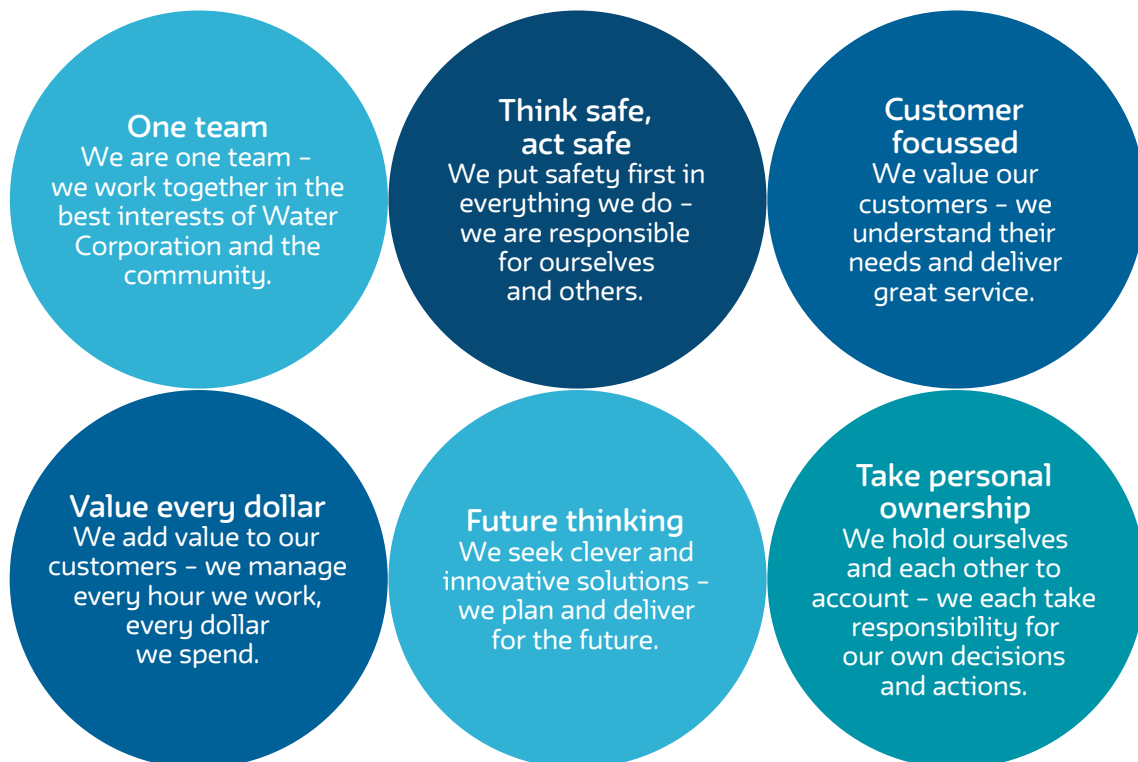 One team
We are one team –
we work together in the
best interests of Water
Corporation and the
community.
Think safe,
act safe
We put safety first in
everything we do –
we are responsible
for ourselves
and others.
Customer
focussed
We value our
customers – we
understand their
needs and deliver
great service.
Value every dollar
We add value to our
customers – we manage
every hour we work,
every dollar
we spend.
Future thinking
We seek clever and
innovative solutions –
we plan and deliver
for the future.
Take personal
ownership
We hold ourselves
and each other to
account – we each take
responsibility for
our own decisions
and actions.